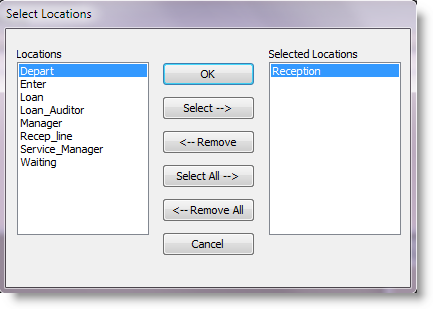 Select Locations
Locations
Selected Locations
Depart
Enter
Loan
Loan_Auditor
Manager
Recep_line
Service_Manager
Waiting
OK
Select -->
<-- Remove
Select All -->
<-- Remove All
Cancel
Reception